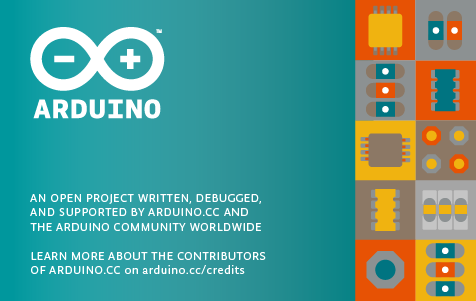 ARDUINO
AN OPEN PROJECT WRITTEN, DEBUGGED,
AND SUPPORTED BY ARDUINO.CC AND
THE ARDUINO COMMUNITY WORLDWIDE
LEARN MORE ABOUT THE CONTRIBUTORS
OF ARDUINO.CC on arduino.cc/credits